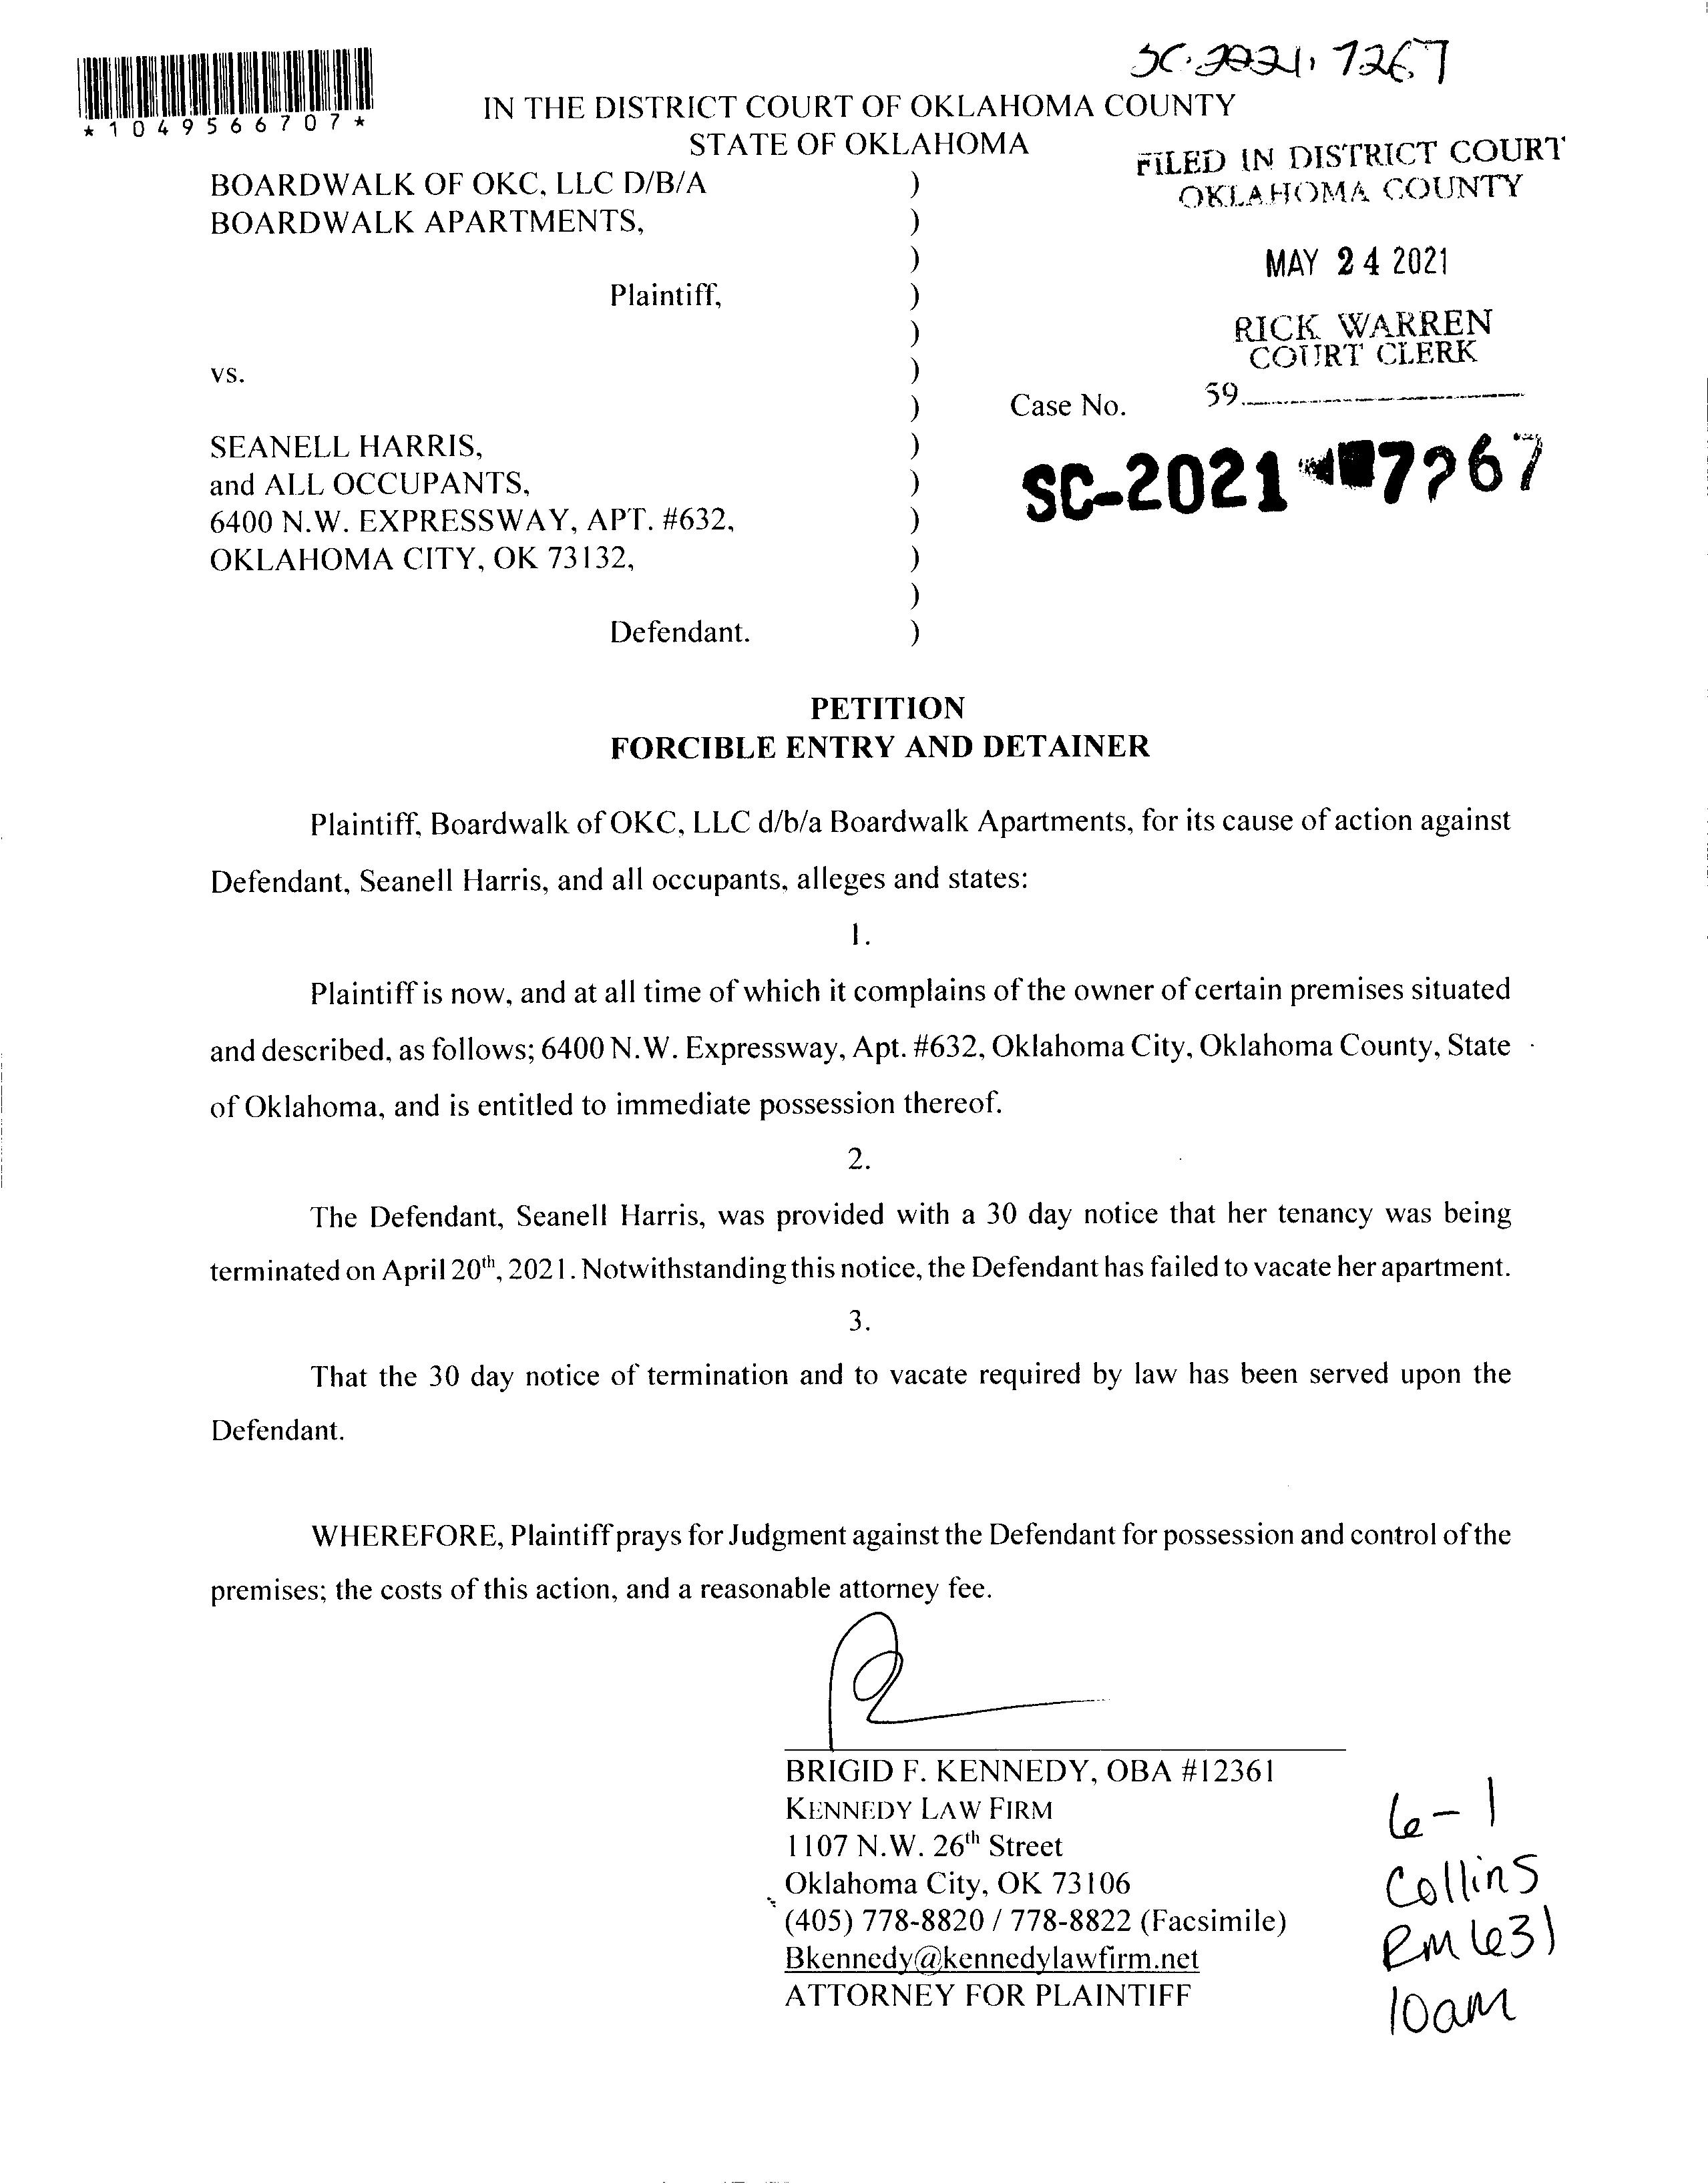 SC-2021-7267
*1049566707*
IN THE DISTRICT COURT OF OKLAHOMA COUNTY
STATE OF OKLAHOMA
FILED IN DISTRICT COURT
OKLAHOMA COUNTY
MAY 24 2021
RICK WARREN
COURT CLERK
59
BOARDWALK OF OKC, LLC D/B/A )
BOARDWALK APARTMENTS, )
)
Plaintiff, )
)
vs. )
) Case No.
SEANELL HARRIS, )
and ALL OCCUPANTS, )
6400 N.W. EXPRESSWAY, APT. #632, )
OKLAHOMA CITY, OK 73132, )
)
Defendant. )
SC-2021-7267
PETITION
FORCIBLE ENTRY AND DETAINER
Plaintiff, Boardwalk of OKC, LLC d/b/a Boardwalk Apartments, for its cause of action against
Defendant, Seanell Harris, and all occupants, alleges and states:
1.
Plaintiff is now, and at all time of which it complains of the owner of certain premises situated
and described, as follows; 6400 N.W. Expressway, Apt. #632, Oklahoma City, Oklahoma County, State
of Oklahoma, and is entitled to immediate possession thereof.
2.
The Defendant, Seanell Harris, was provided with a 30 day notice that her tenancy was being
terminated on April 20th, 2021. Notwithstanding this notice, the Defendant has failed to vacate her apartment.
3.
That the 30 day notice of termination and to vacate required by law has been served upon the
Defendant.
WHEREFORE, Plaintiff prays for Judgment against the Defendant for possession and control of the
premises; the costs of this action, and a reasonable attorney fee.
BRIGID F. KENNEDY, OBA #12361
KENNEDY LAW FIRM
1107 N.W. 26th Street
Oklahoma City, OK 73106
(405) 778-8820 / 778-8822 (Facsimile)
Bkennedy@kennedylawfirm.net
ATTORNEY FOR PLAINTIFF
6-1
Collins
Rm 631
10am